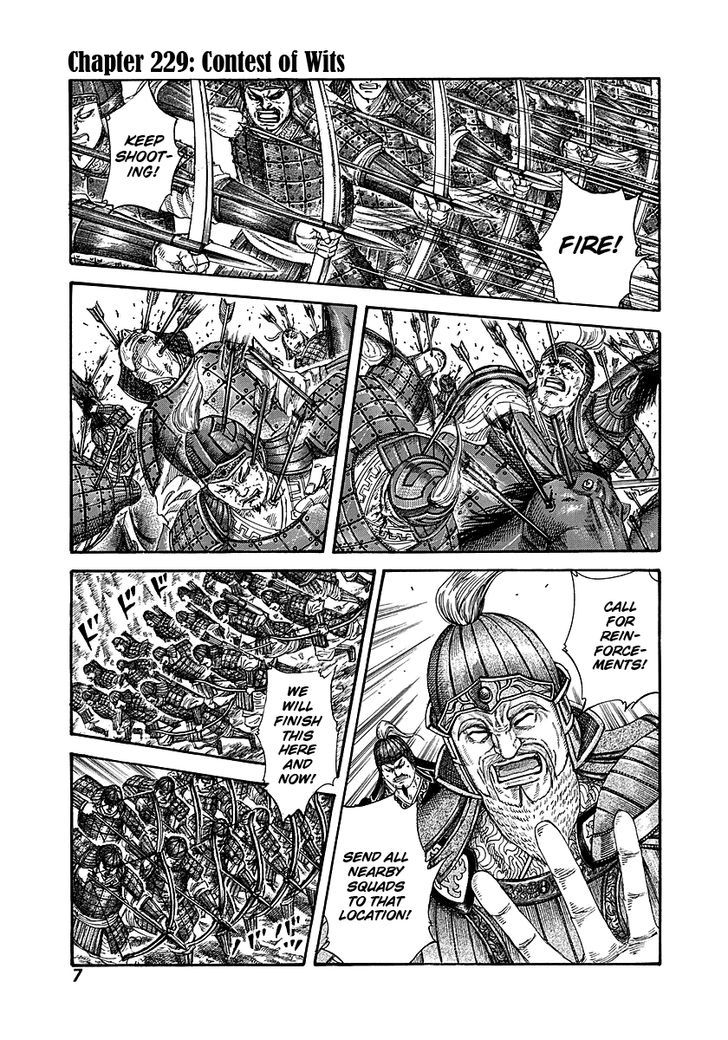 Chapter 229: Contest of Wits
FIRE!
KEEP
SHOOT-
ING!
CALL
FOR
REIN-
FORCE-
MENTS!
SEND ALL
NEARBY
SQUADS
TO THAT
LOCATION!
ドドド
WE
WILL
FINISH
THIS
HERE
AND
NOW!
7